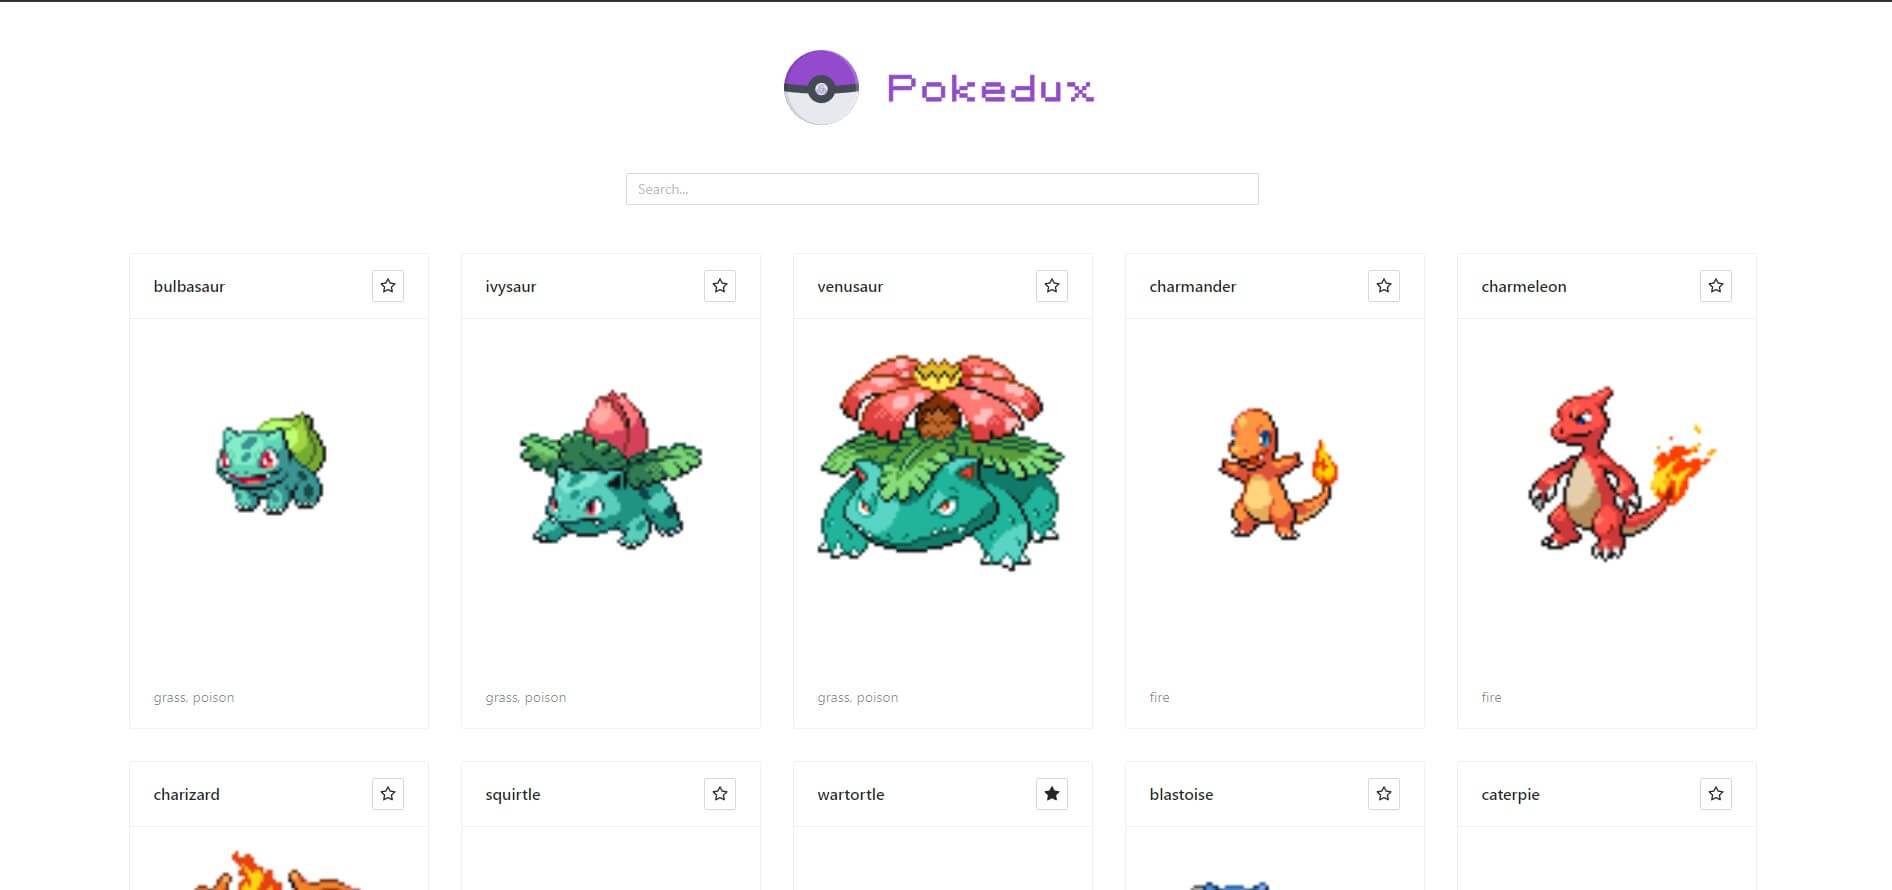 Pokedux
Search...
bulbasaur
ivysaur
venusaur
charmander
charmeleon
grass, poison
grass, poison
grass, poison
fire
fire
charizard
squirtle
wartortle
blastoise
caterpie